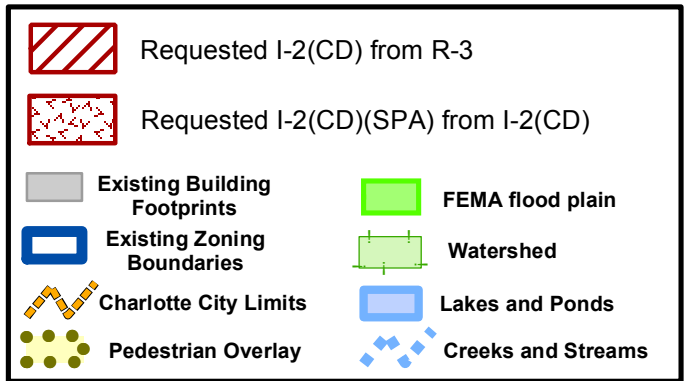 Requested I-2(CD) from R-3
Requested I-2(CD)(SPA) from I-2(CD)
Existing Building
Footprints
Existing Zoning
Boundaries
Charlotte City Limits
Pedestrian Overlay
FEMA flood plain
Watershed
Lakes and Ponds
Creeks and Streams